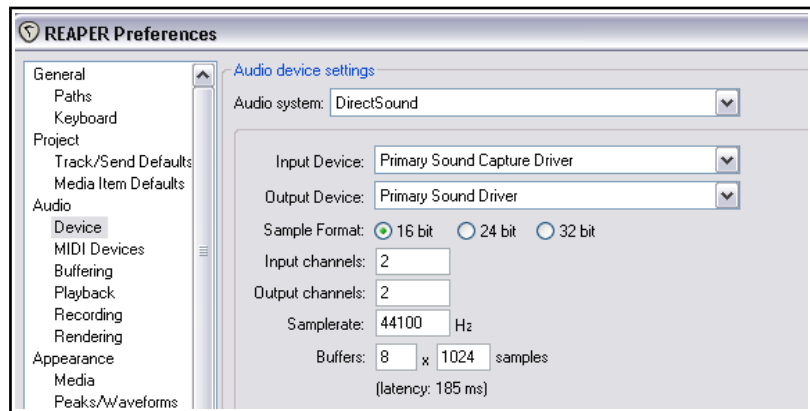 REAPER Preferences
General
Paths
Keyboard
Project
Track/Send Defaults
Media Item Defaults
Audio
Device
MIDI Devices
Buffering
Playback
Recording
Rendering
Appearance
Media
Peaks/Waveforms
Audio device settings
Audio system: DirectSound
Input Device: Primary Sound Capture Driver
Output Device: Primary Sound Driver
Sample Format: 16 bit 24 bit 32 bit
Input channels: 2
Output channels: 2
Samplerate: 44100 Hz
Buffers: 8 x 1024 samples
(latency: 185 ms)